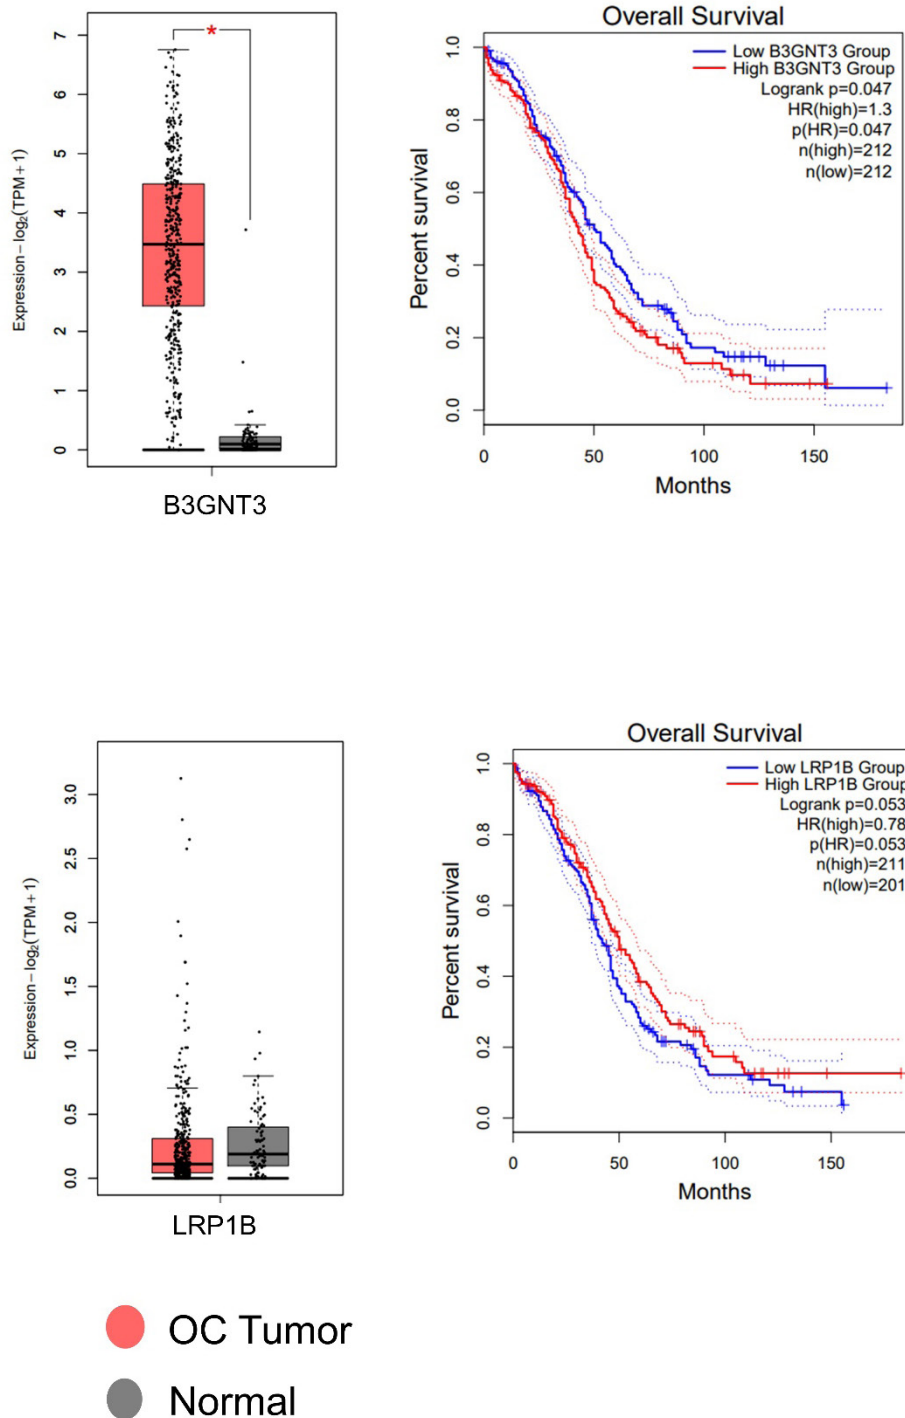 Expression – log₂(TPM + 1)
7
6
5
4
3
2
1
0
*
B3GNT3
Overall Survival
Percent survival
1.0
0.8
0.6
0.4
0.2
0.0
Low B3GNT3 Group
High B3GNT3 Group
Logrank p=0.047
HR(high)=1.3
p(HR)=0.047
n(high)=212
n(low)=212
0 50 100 150
Months
Expression – log₂(TPM + 1)
3.0
2.5
2.0
1.5
1.0
0.5
0.0
LRP1B
Overall Survival
Percent survival
1.0
0.8
0.6
0.4
0.2
0.0
Low LRP1B Group
High LRP1B Group
Logrank p=0.053
HR(high)=0.78
p(HR)=0.053
n(high)=211
n(low)=201
0 50 100 150
Months
OC Tumor
Normal